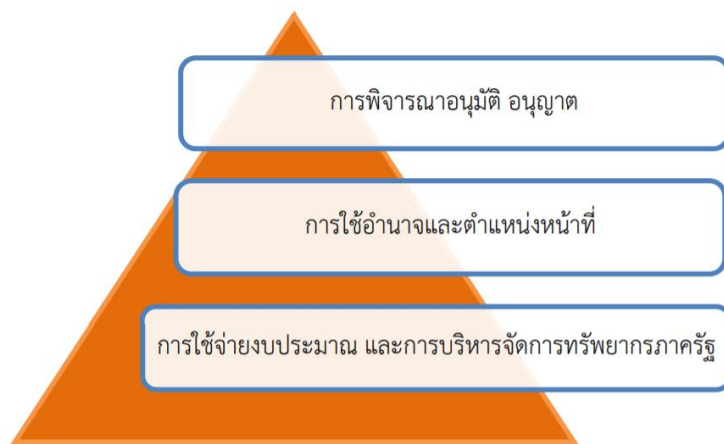 การพิจารณาอนุมัติ อนุญาต
การใช้อำนาจและตำแหน่งหน้าที่
การใช้จ่ายงบประมาณ และการบริหารจัดการทรัพยากรภาครัฐ